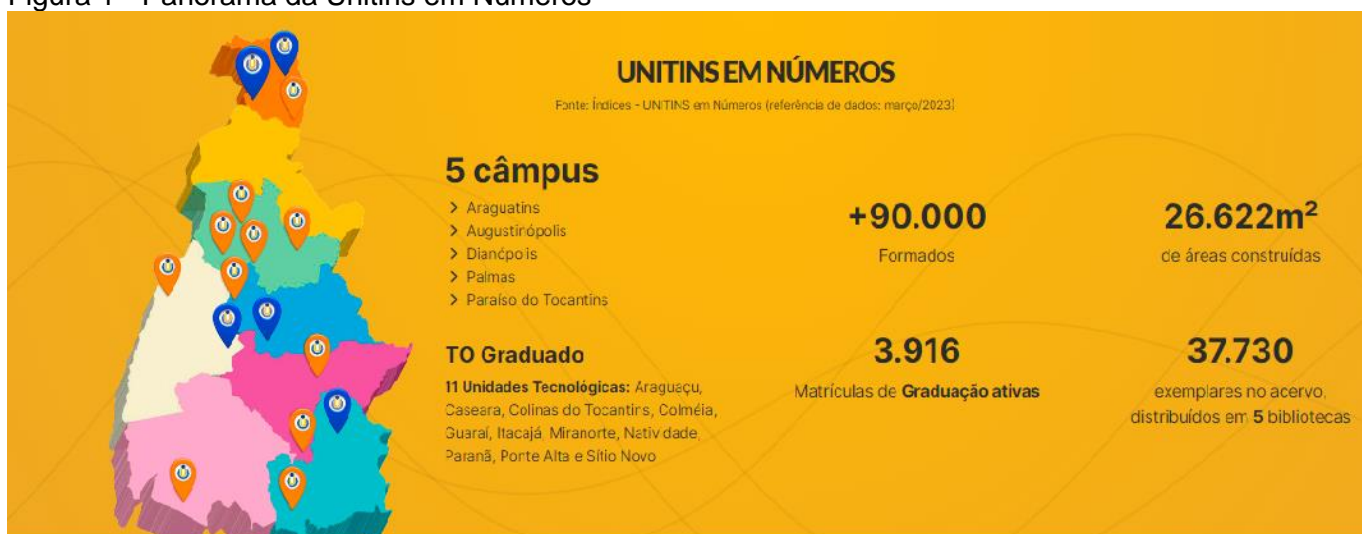 Figura 1 - Panorama da Unitins em Números
UNITINS EM NÚMEROS
Fonte: Índices - UNITINS em Números (referência de dados: março/2023)
5 câmpus
> Araguatins
> Augustinópolis
> Dianópolis
> Palmas
> Paraíso do Tocantins
TO Graduado
11 Unidades Tecnológicas: Araguaçu,
Caseara, Colinas do Tocantins, Colméia,
Guaraí, Itacajá, Miranorte, Natividade,
Paranã, Ponte Alta e Sítio Novo
+90.000
Formados
26.622m²
de áreas construídas
3.916
Matrículas de Graduação ativas
37.730
exemplares no acervo,
distribuídos em 5 bibliotecas